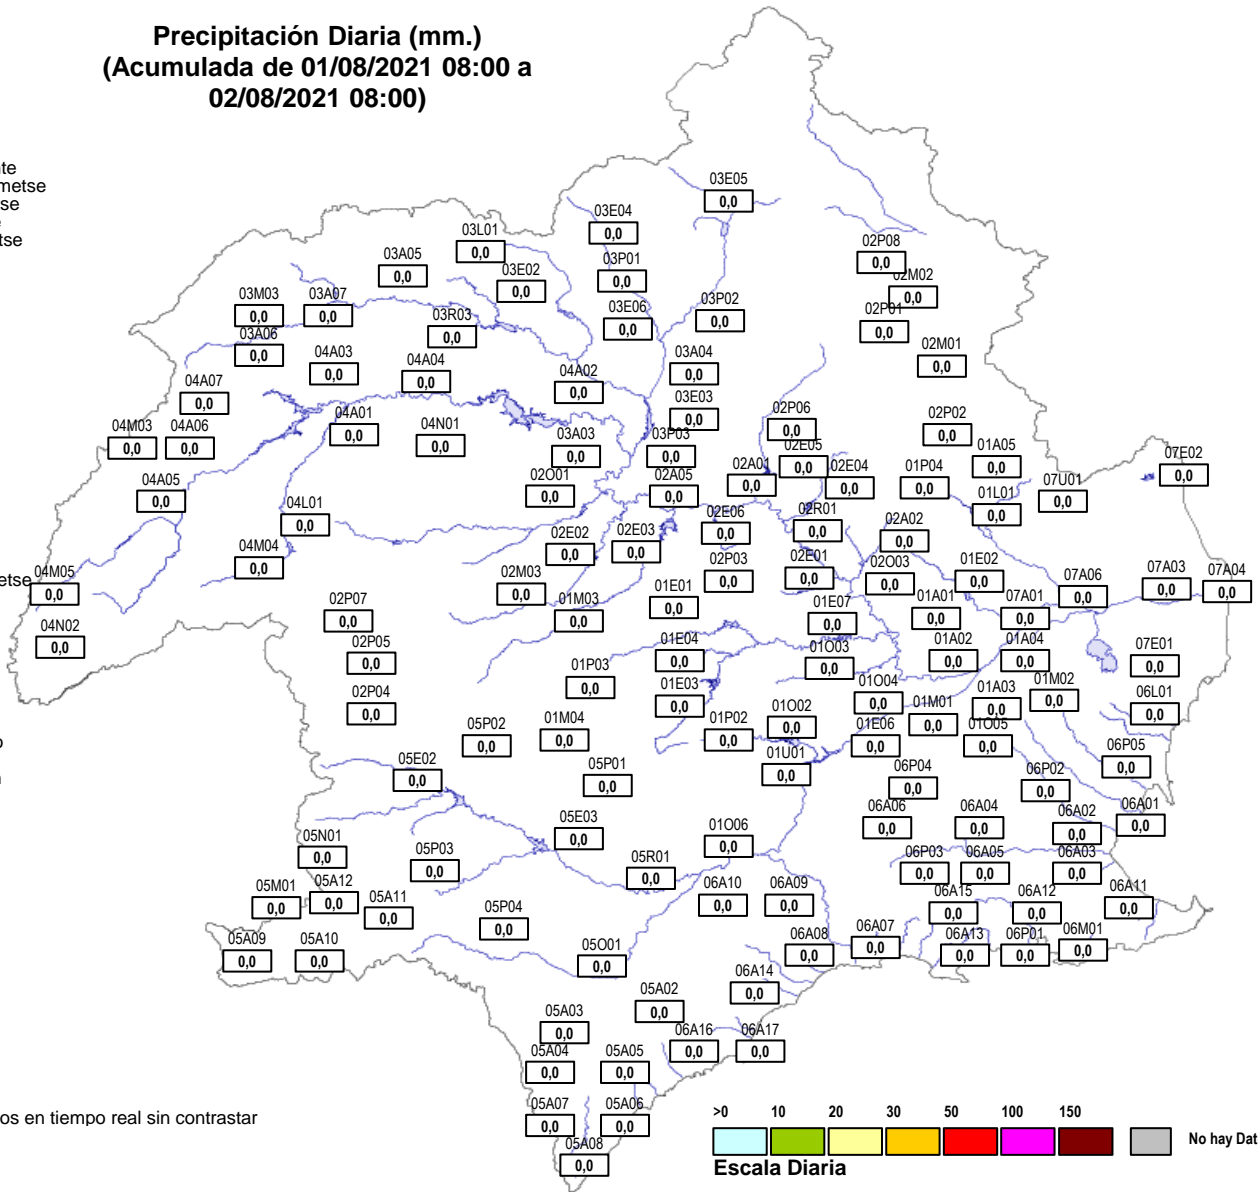 Precipitación Diaria (mm.)
(Acumulada de 01/08/2021 08:00 a
02/08/2021 08:00)
nte
metse
se
tse
03E05
0,0
03E04
0,0
03L01
0,0
03A05
0,0
03E02
0,0
03P01
0,0
02P08
0,0
02M02
0,0
03M03
0,0
03A07
0,0
03R03
0,0
03E06
0,0
03P02
0,0
02P01
0,0
03A06
0,0
04A03
0,0
04A04
0,0
04A02
0,0
03A04
0,0
02M01
0,0
04A07
0,0
03E03
0,0
04M03
0,0
04A06
0,0
04A01
0,0
04N01
0,0
03A03
0,0
03P03
0,0
02P06
0,0
02E05
0,0
02P02
0,0
01A05
0,0
07E02
0,0
04A05
0,0
02O01
0,0
02A05
0,0
02A01
0,0
02E04
0,0
01P04
0,0
01L01
0,0
07U01
0,0
04L01
0,0
02E06
0,0
02R01
0,0
02A02
0,0
04M04
0,0
02E02
0,0
02E03
0,0
metse
04M05
0,0
02M03
0,0
02P03
0,0
02E01
0,0
02O03
0,0
01E02
0,0
07A06
0,0
07A03
0,0
07A04
0,0
04N02
0,0
02P07
0,0
01M03
0,0
01E01
0,0
01E07
0,0
01A01
0,0
07A01
0,0
02P05
0,0
01E04
0,0
01O03
0,0
01A02
0,0
01A04
0,0
07E01
0,0
02P04
0,0
01P03
0,0
01E03
0,0
01O04
0,0
01M01
0,0
01A03
0,0
01M02
0,0
06L01
0,0
05P02
0,0
01M04
0,0
01P02
0,0
01O02
0,0
01E06
0,0
01O05
0,0
05E02
0,0
05P01
0,0
01U01
0,0
06P04
0,0
06P02
0,0
06P05
0,0
05E03
0,0
01O06
0,0
06A06
0,0
06A04
0,0
06A02
0,0
06A01
0,0
05N01
0,0
05P03
0,0
05R01
0,0
06P03
0,0
06A05
0,0
06A03
0,0
05M01
0,0
05A12
0,0
05A11
0,0
06A10
0,0
06A09
0,0
06A15
0,0
06A12
0,0
06A11
0,0
05P04
0,0
05A09
0,0
05A10
0,0
05O01
0,0
06A08
0,0
06A07
0,0
06A13
0,0
06P01
0,0
06M01
0,0
06A14
0,0
05A02
0,0
05A03
0,0
06A16
0,0
06A17
0,0
05A04
0,0
05A05
0,0
05A07
0,0
05A06
0,0
05A08
0,0
os en tiempo real sin contrastar
>0 10 20 30 50 100 150
No hay Dat
Escala Diaria